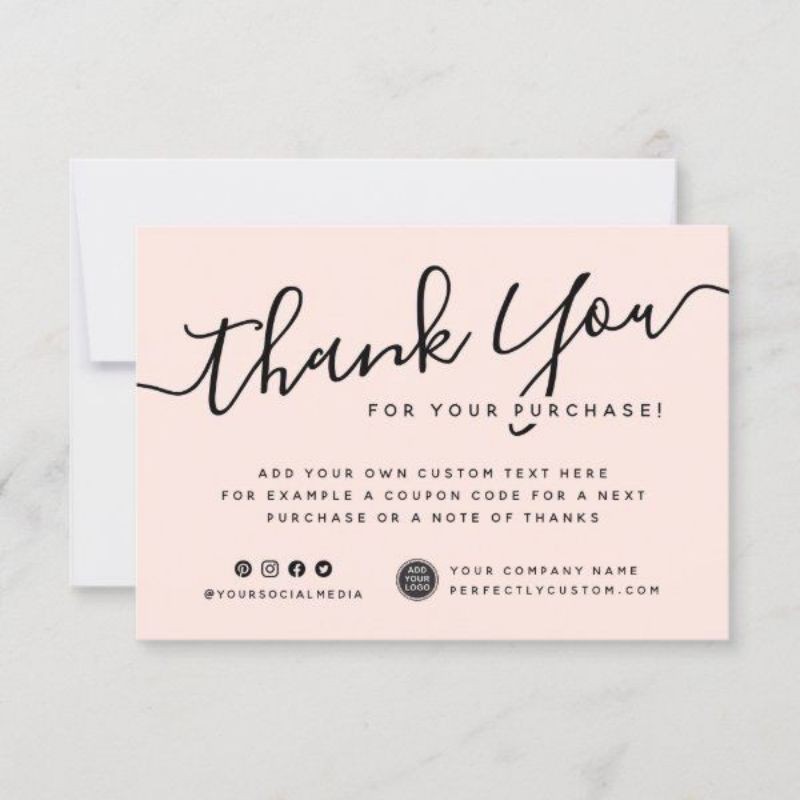 Thank You
FOR YOUR PURCHASE!
ADD YOUR OWN CUSTOM TEXT HERE
FOR EXAMPLE A COUPON CODE FOR A NEXT
PURCHASE OR A NOTE OF THANKS
@YOURSOCIALMEDIA
ADD
YOUR
LOGO
YOUR COMPANY NAME
PERFECTLYCUSTOM.COM